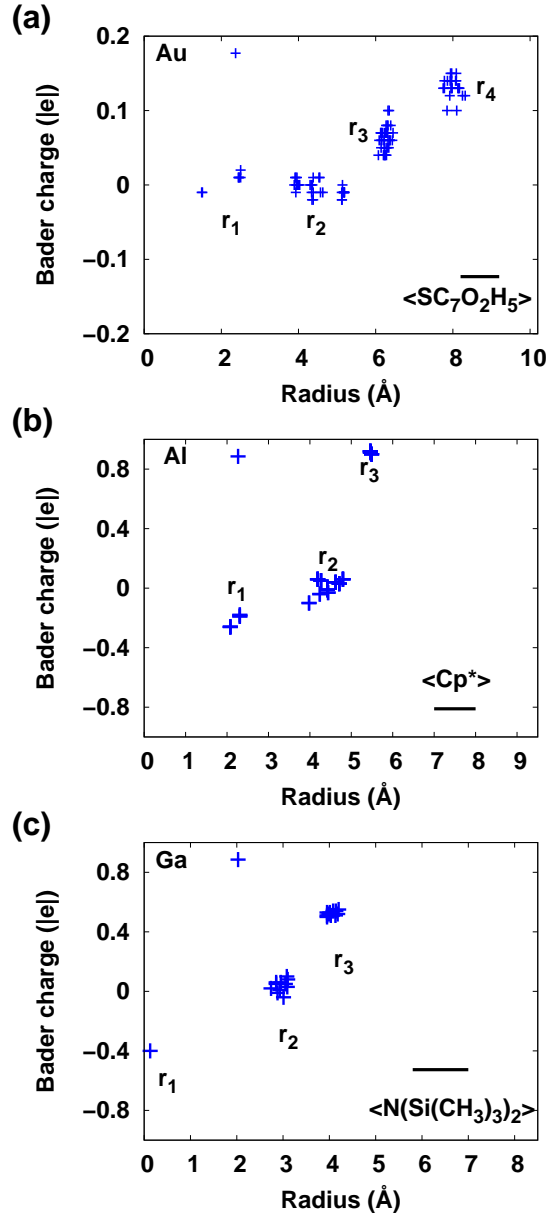 (a)
Au
Bader charge (|e|)
0.2
0.1
0
−0.1
−0.2
r1
r2
r3
r4
<SC7O2H5>
0 2 4 6 8 10
Radius (Å)
(b)
Al
Bader charge (|e|)
0.8
0.4
0
−0.4
−0.8
r1
r2
r3
<Cp*>
0 1 2 3 4 5 6 7 8 9
Radius (Å)
(c)
Ga
Bader charge (|e|)
0.8
0.4
0
−0.4
−0.8
r1
r2
r3
<N(Si(CH3)3)2>
0 1 2 3 4 5 6 7 8
Radius (Å)